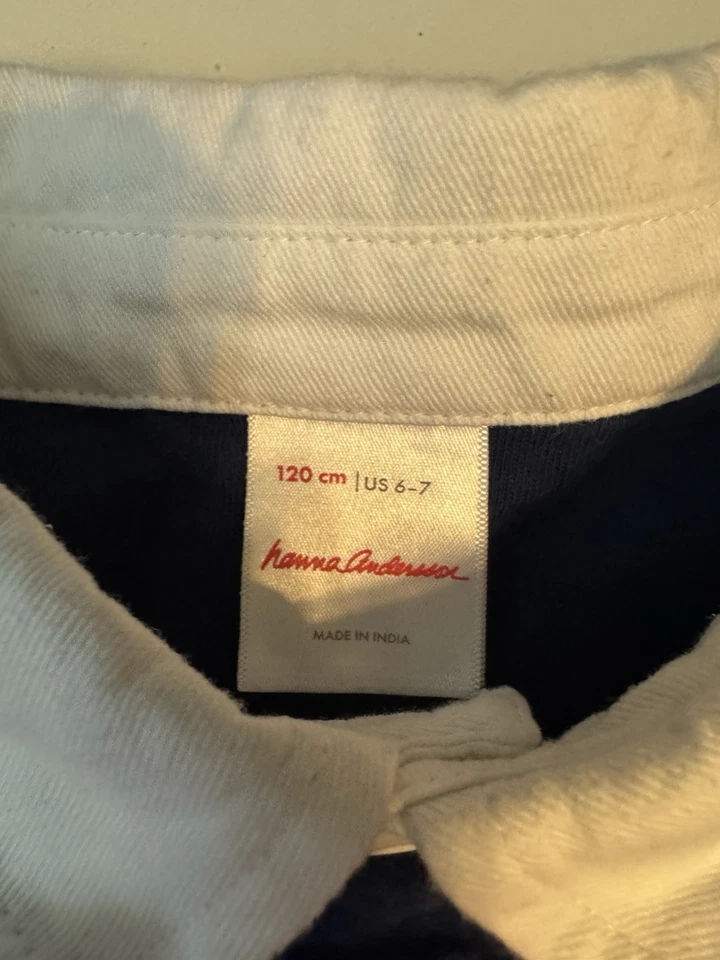 120 cm | US 6–7
hanna andersson
MADE IN INDIA